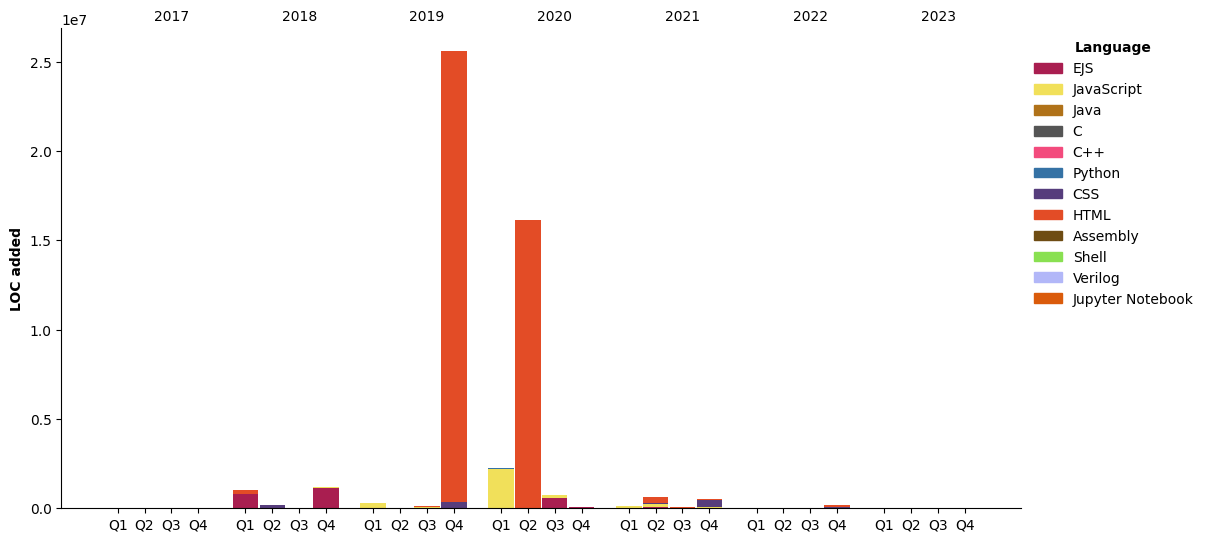 2017 2018 2019 2020 2021 2022 2023
1e7
2.5
2.0
1.5
1.0
0.5
0.0
LOC added
Q1 Q2 Q3 Q4 Q1 Q2 Q3 Q4 Q1 Q2 Q3 Q4 Q1 Q2 Q3 Q4 Q1 Q2 Q3 Q4 Q1 Q2 Q3 Q4 Q1 Q2 Q3 Q4
Language
EJS
JavaScript
Java
C
C++
Python
CSS
HTML
Assembly
Shell
Verilog
Jupyter Notebook